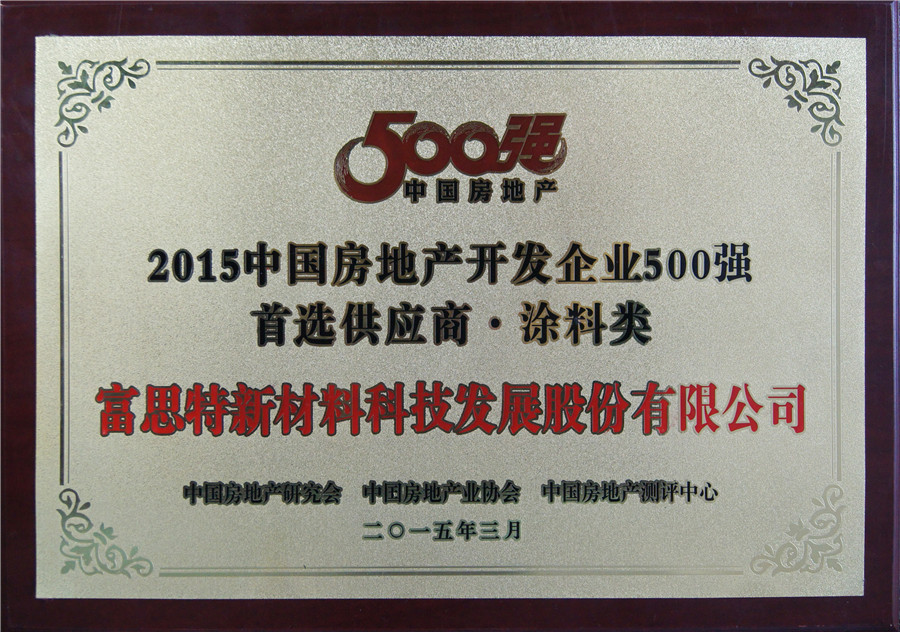 500强
中国房地产
2015中国房地产开发企业500强
首选供应商·涂料类
富思特新材料科技发展股份有限公司
中国房地产研究会 中国房地产业协会 中国房地产测评中心
二〇一五年三月